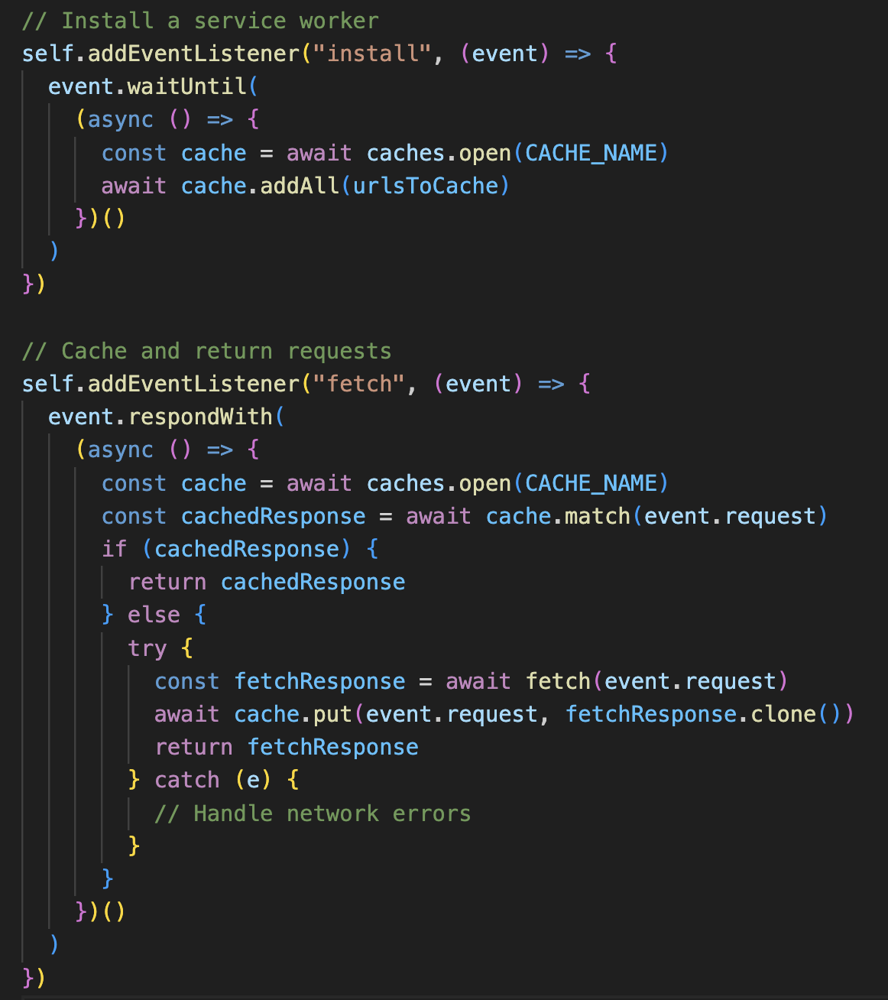 // Install a service worker
self.addEventListener("install", (event) => {
  event.waitUntil(
    (async () => {
      const cache = await caches.open(CACHE_NAME)
      await cache.addAll(urlsToCache)
    })()
  )
})

// Cache and return requests
self.addEventListener("fetch", (event) => {
  event.respondWith(
    (async () => {
      const cache = await caches.open(CACHE_NAME)
      const cachedResponse = await cache.match(event.request)
      if (cachedResponse) {
        return cachedResponse
      } else {
        try {
          const fetchResponse = await fetch(event.request)
          await cache.put(event.request, fetchResponse.clone())
          return fetchResponse
        } catch (e) {
          // Handle network errors
        }
      }
    })()
  )
})